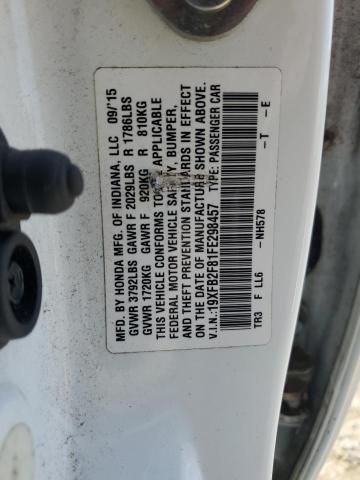 MFD. BY HONDA MFG. OF INDIANA, LLC 09/'15
GVWR 3792LBS GAWR F 2029LBS R 1786LBS
GVWR 1720KG GAWR F 920KG R 810KG
THIS VEHICLE CONFORMS TO APPLICABLE
FEDERAL MOTOR VEHICLE SAFETY, BUMPER,
AND THEFT PREVENTION STANDARDS IN EFFECT
ON THE DATE OF MANUFACTURE SHOWN ABOVE.
V.I.N.:19XFB2F81FE298457 TYPE: PASSENGER CAR
TR3 F LL6 -NH578 -T -E